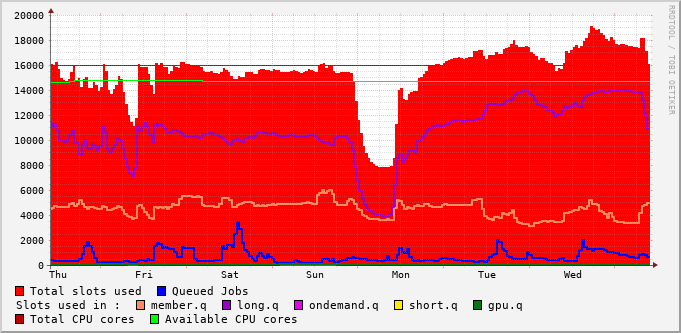 20000
18000
16000
14000
12000
10000
8000
6000
4000
2000
0
Thu Fri Sat Sun Mon Tue Wed
RRDTOOL / TOBI OETIKER
Total slots used Queued Jobs
Slots used in : member.q long.q ondemand.q short.q gpu.q
Total CPU cores Available CPU cores